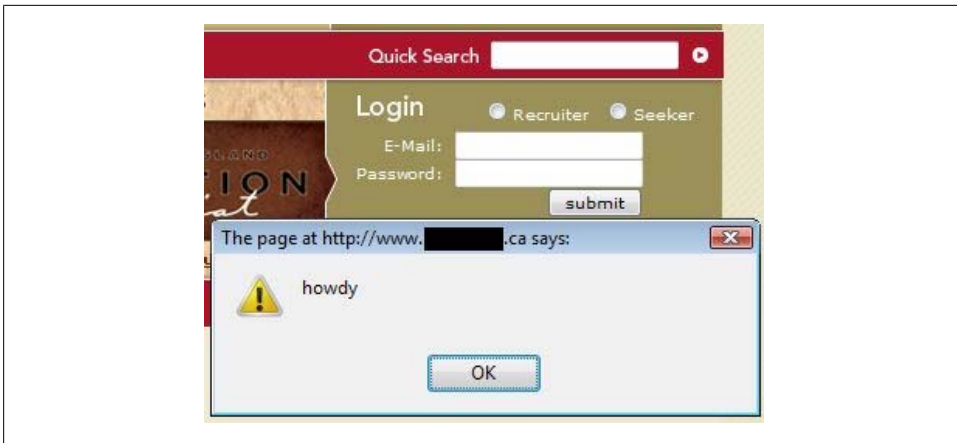 Quick Search
Login
Recruiter
Seeker
E-Mail:
Password:
submit
The page at http://www. .ca says:
howdy
OK